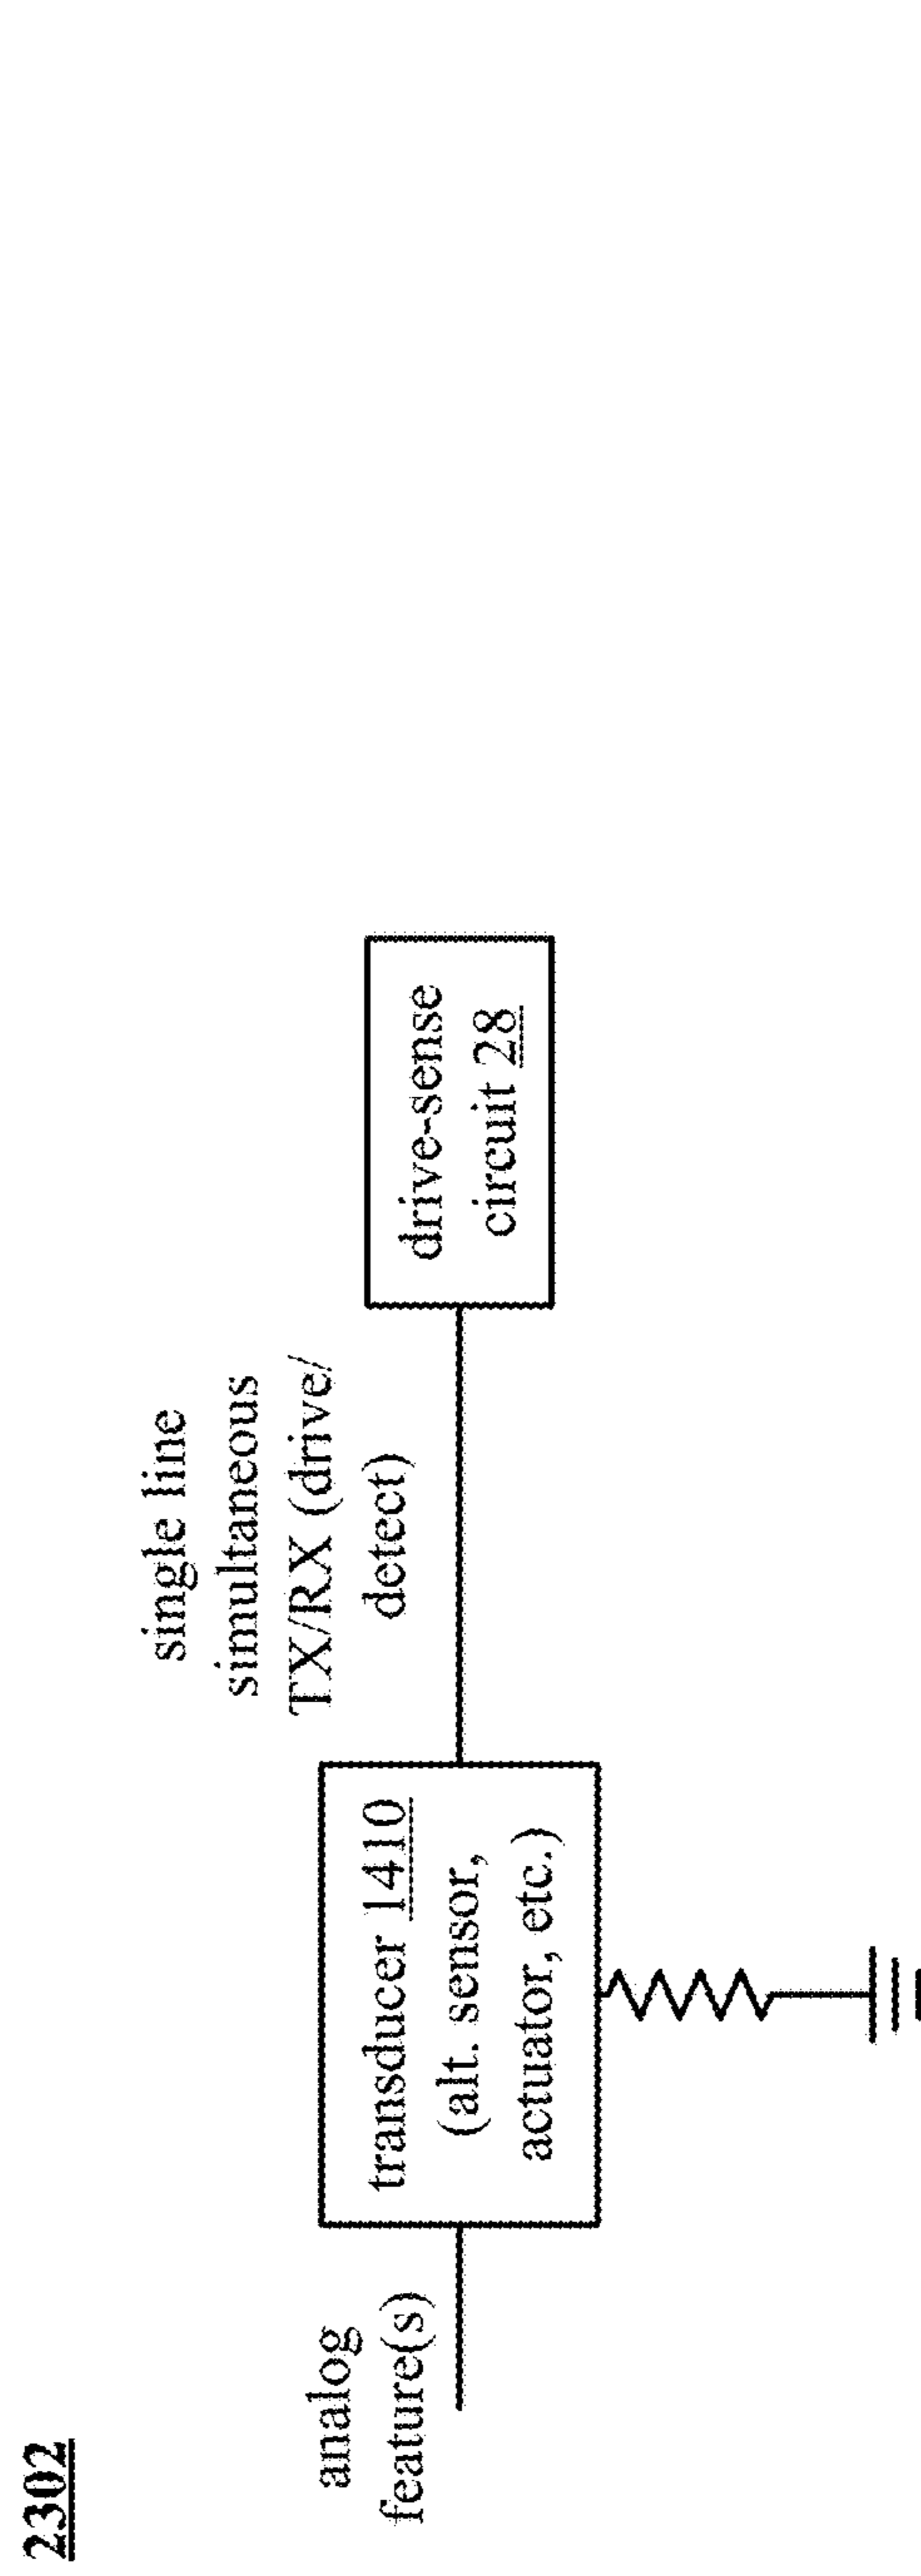 2302
analog
feature(s)
transducer 1410
(alt. sensor,
actuator, etc.)
single line
simultaneous
TX/RX (drive/
detect)
drive-sense
circuit 28